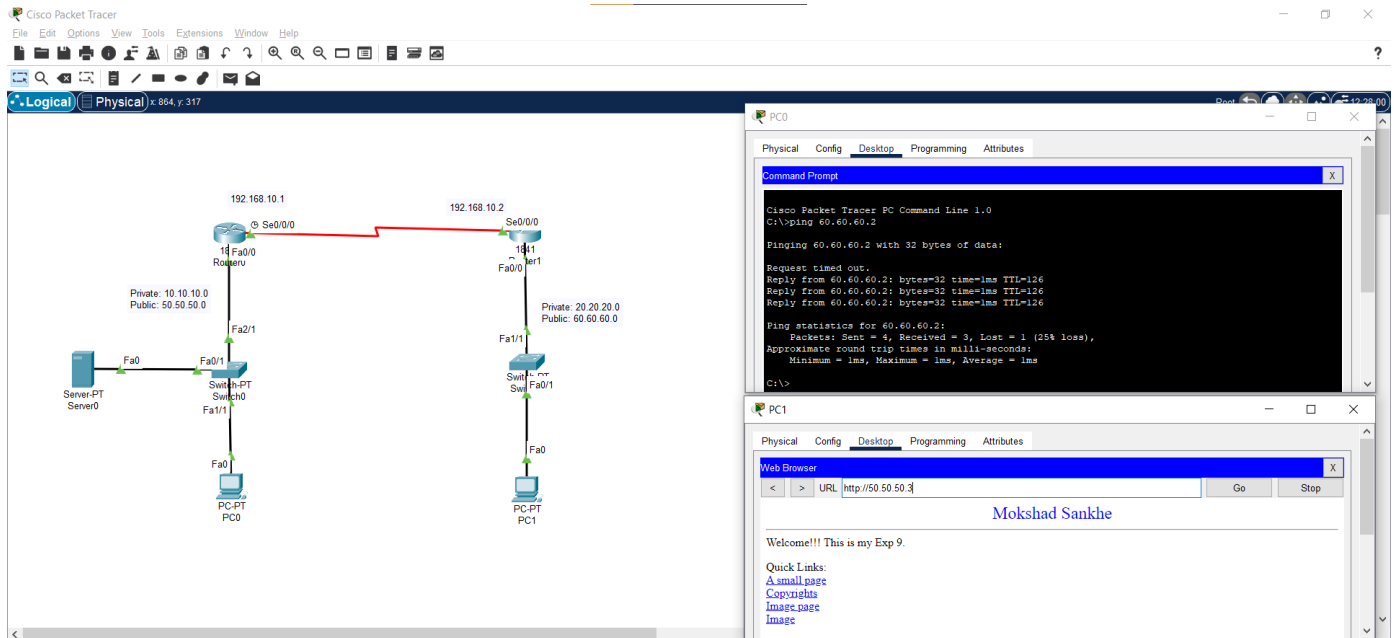 Cisco Packet Tracer
File Edit Options View Tools Extensions Window Help
?
Logical Physical x: 864, y: 317
Root 12:28:00
192.168.10.1
192.168.10.2
Se0/0/0
Se0/0/0
Fa0/0
Router0
1841
Fa0/0
Private: 10.10.10.0
Public: 50.50.50.0
Private: 20.20.20.0
Public: 60.60.60.0
Fa2/1
Fa1/1
Fa0
Fa0/1
Server-PT
Server0
Switch-PT
Switch0
Fa1/1
Fa0/1
Fa0
Fa0
PC-PT
PC0
PC-PT
PC1
PC0
Physical Config Desktop Programming Attributes
Command Prompt X
Cisco Packet Tracer PC Command Line 1.0
C:\>ping 60.60.60.2
Pinging 60.60.60.2 with 32 bytes of data:
Request timed out.
Reply from 60.60.60.2: bytes=32 time=1ms TTL=126
Reply from 60.60.60.2: bytes=32 time=1ms TTL=126
Reply from 60.60.60.2: bytes=32 time=1ms TTL=126
Ping statistics for 60.60.60.2:
Packets: Sent = 4, Received = 3, Lost = 1 (25% loss),
Approximate round trip times in milli-seconds:
Minimum = 1ms, Maximum = 1ms, Average = 1ms
C:\>
PC1
Physical Config Desktop Programming Attributes
Web Browser X
< > URL http://50.50.50.3 Go Stop
Mokshad Sankhe
Welcome!!! This is my Exp 9.
Quick Links:
A small page
Copyrights
Image page
Image